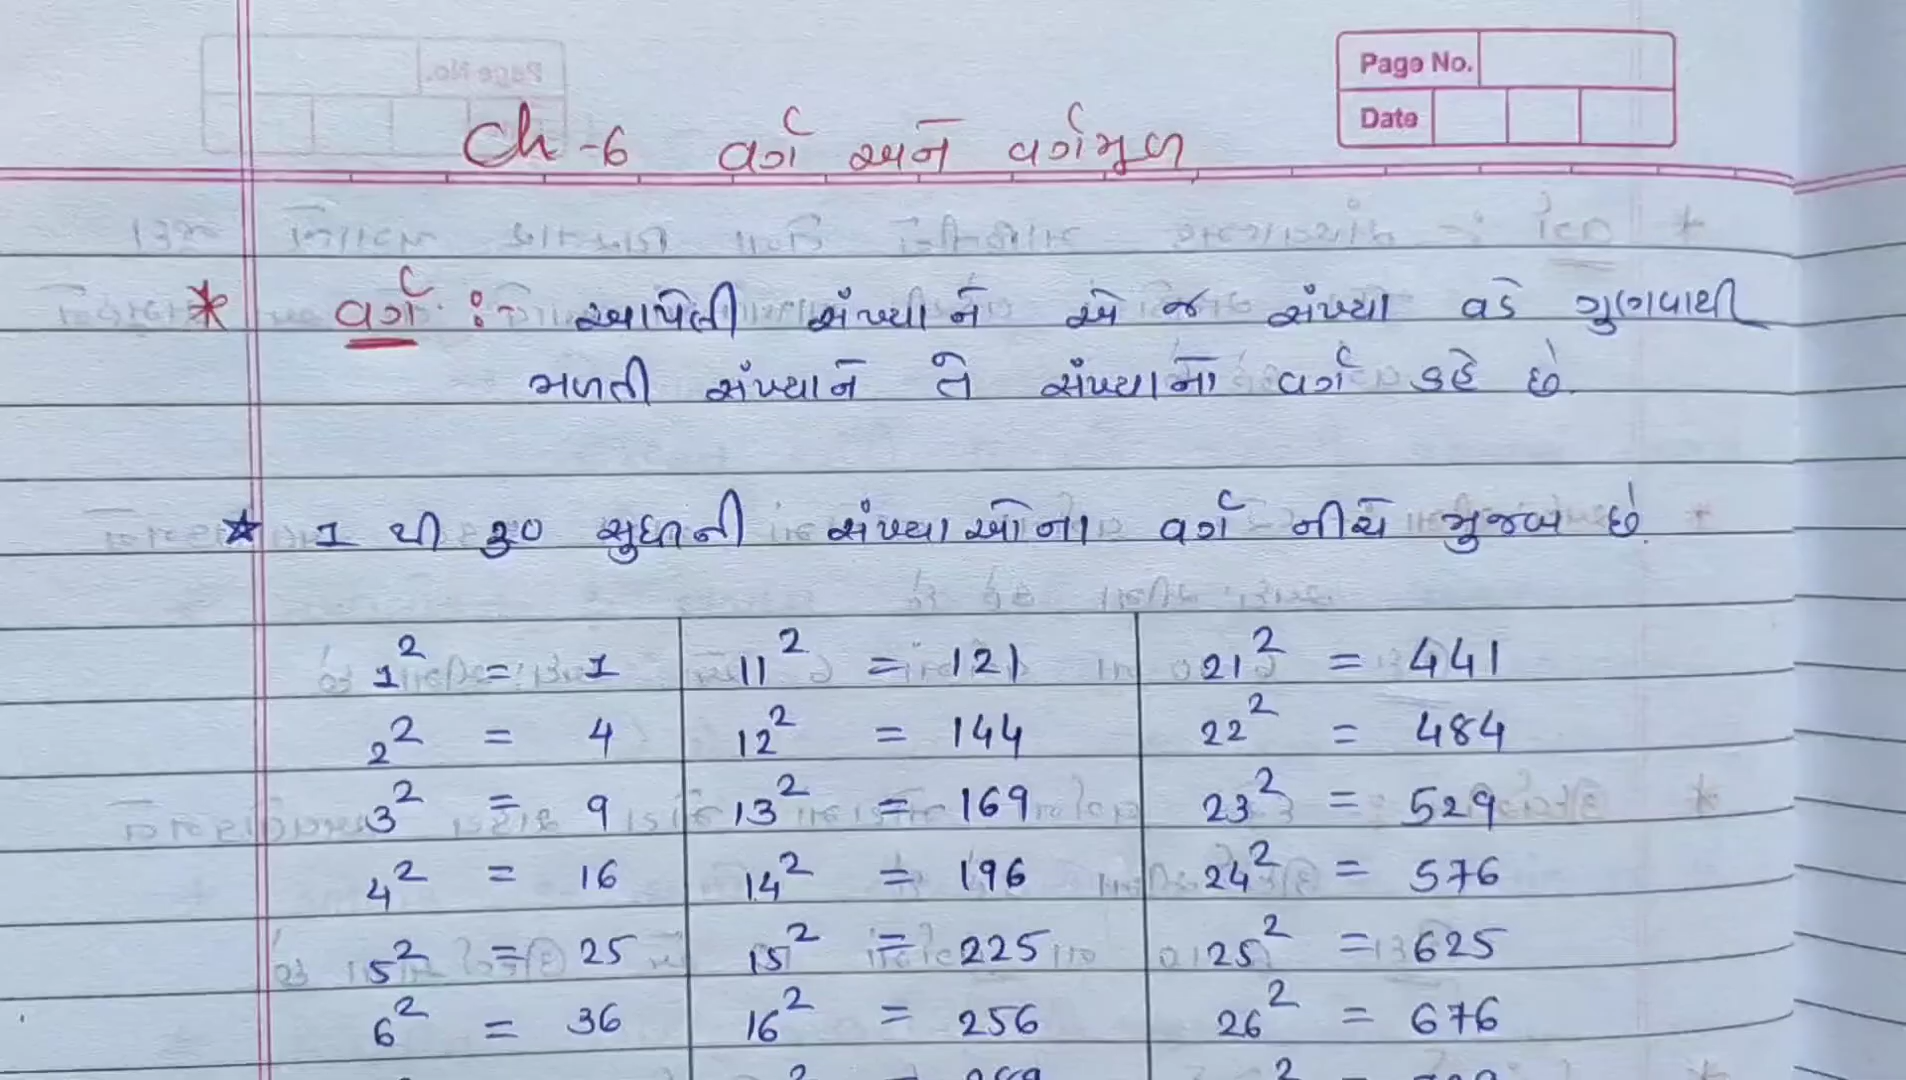 Page No.
Date
Ch-6 વર્ગ અને વર્ગમૂળ
* વર્ગ :- આપેલી સંખ્યાને એ જ સંખ્યા વડે ગુણવાથી
મળતી સંખ્યાને તે સંખ્યાનો વર્ગ કહે છે.
☆ 1 થી 30 સુધાની સંખ્યાઓના વર્ગ નીચે મુજબ છે.
1² = 1 11² = 121 21² = 441
2² = 4 12² = 144 22² = 484
3² = 9 13² = 169 23² = 529
4² = 16 14² = 196 24² = 576
5² = 25 15² = 225 25² = 625
6² = 36 16² = 256 26² = 676